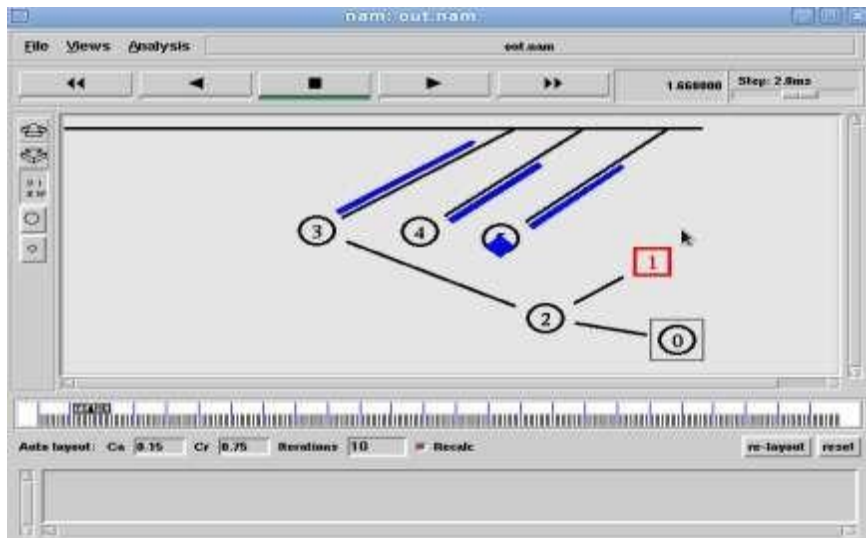 nam: out.nam
File Views Analysis out.nam
1.660000 Step: 2.0ms
3
4
1
2
0
Auto layout: Ca 0.15 Cr 0.75 Iterations 10 Recalc re-layout reset